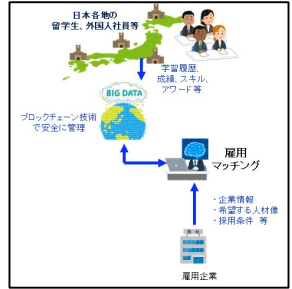 日本各地の
留学生、外国人社員等
学習履歴、
成績、スキル、
アワード等
BIG DATA
ブロックチェーン技術
で安全に管理
雇用
マッチング
・企業情報
・希望する人材像
・採用条件 等
雇用企業